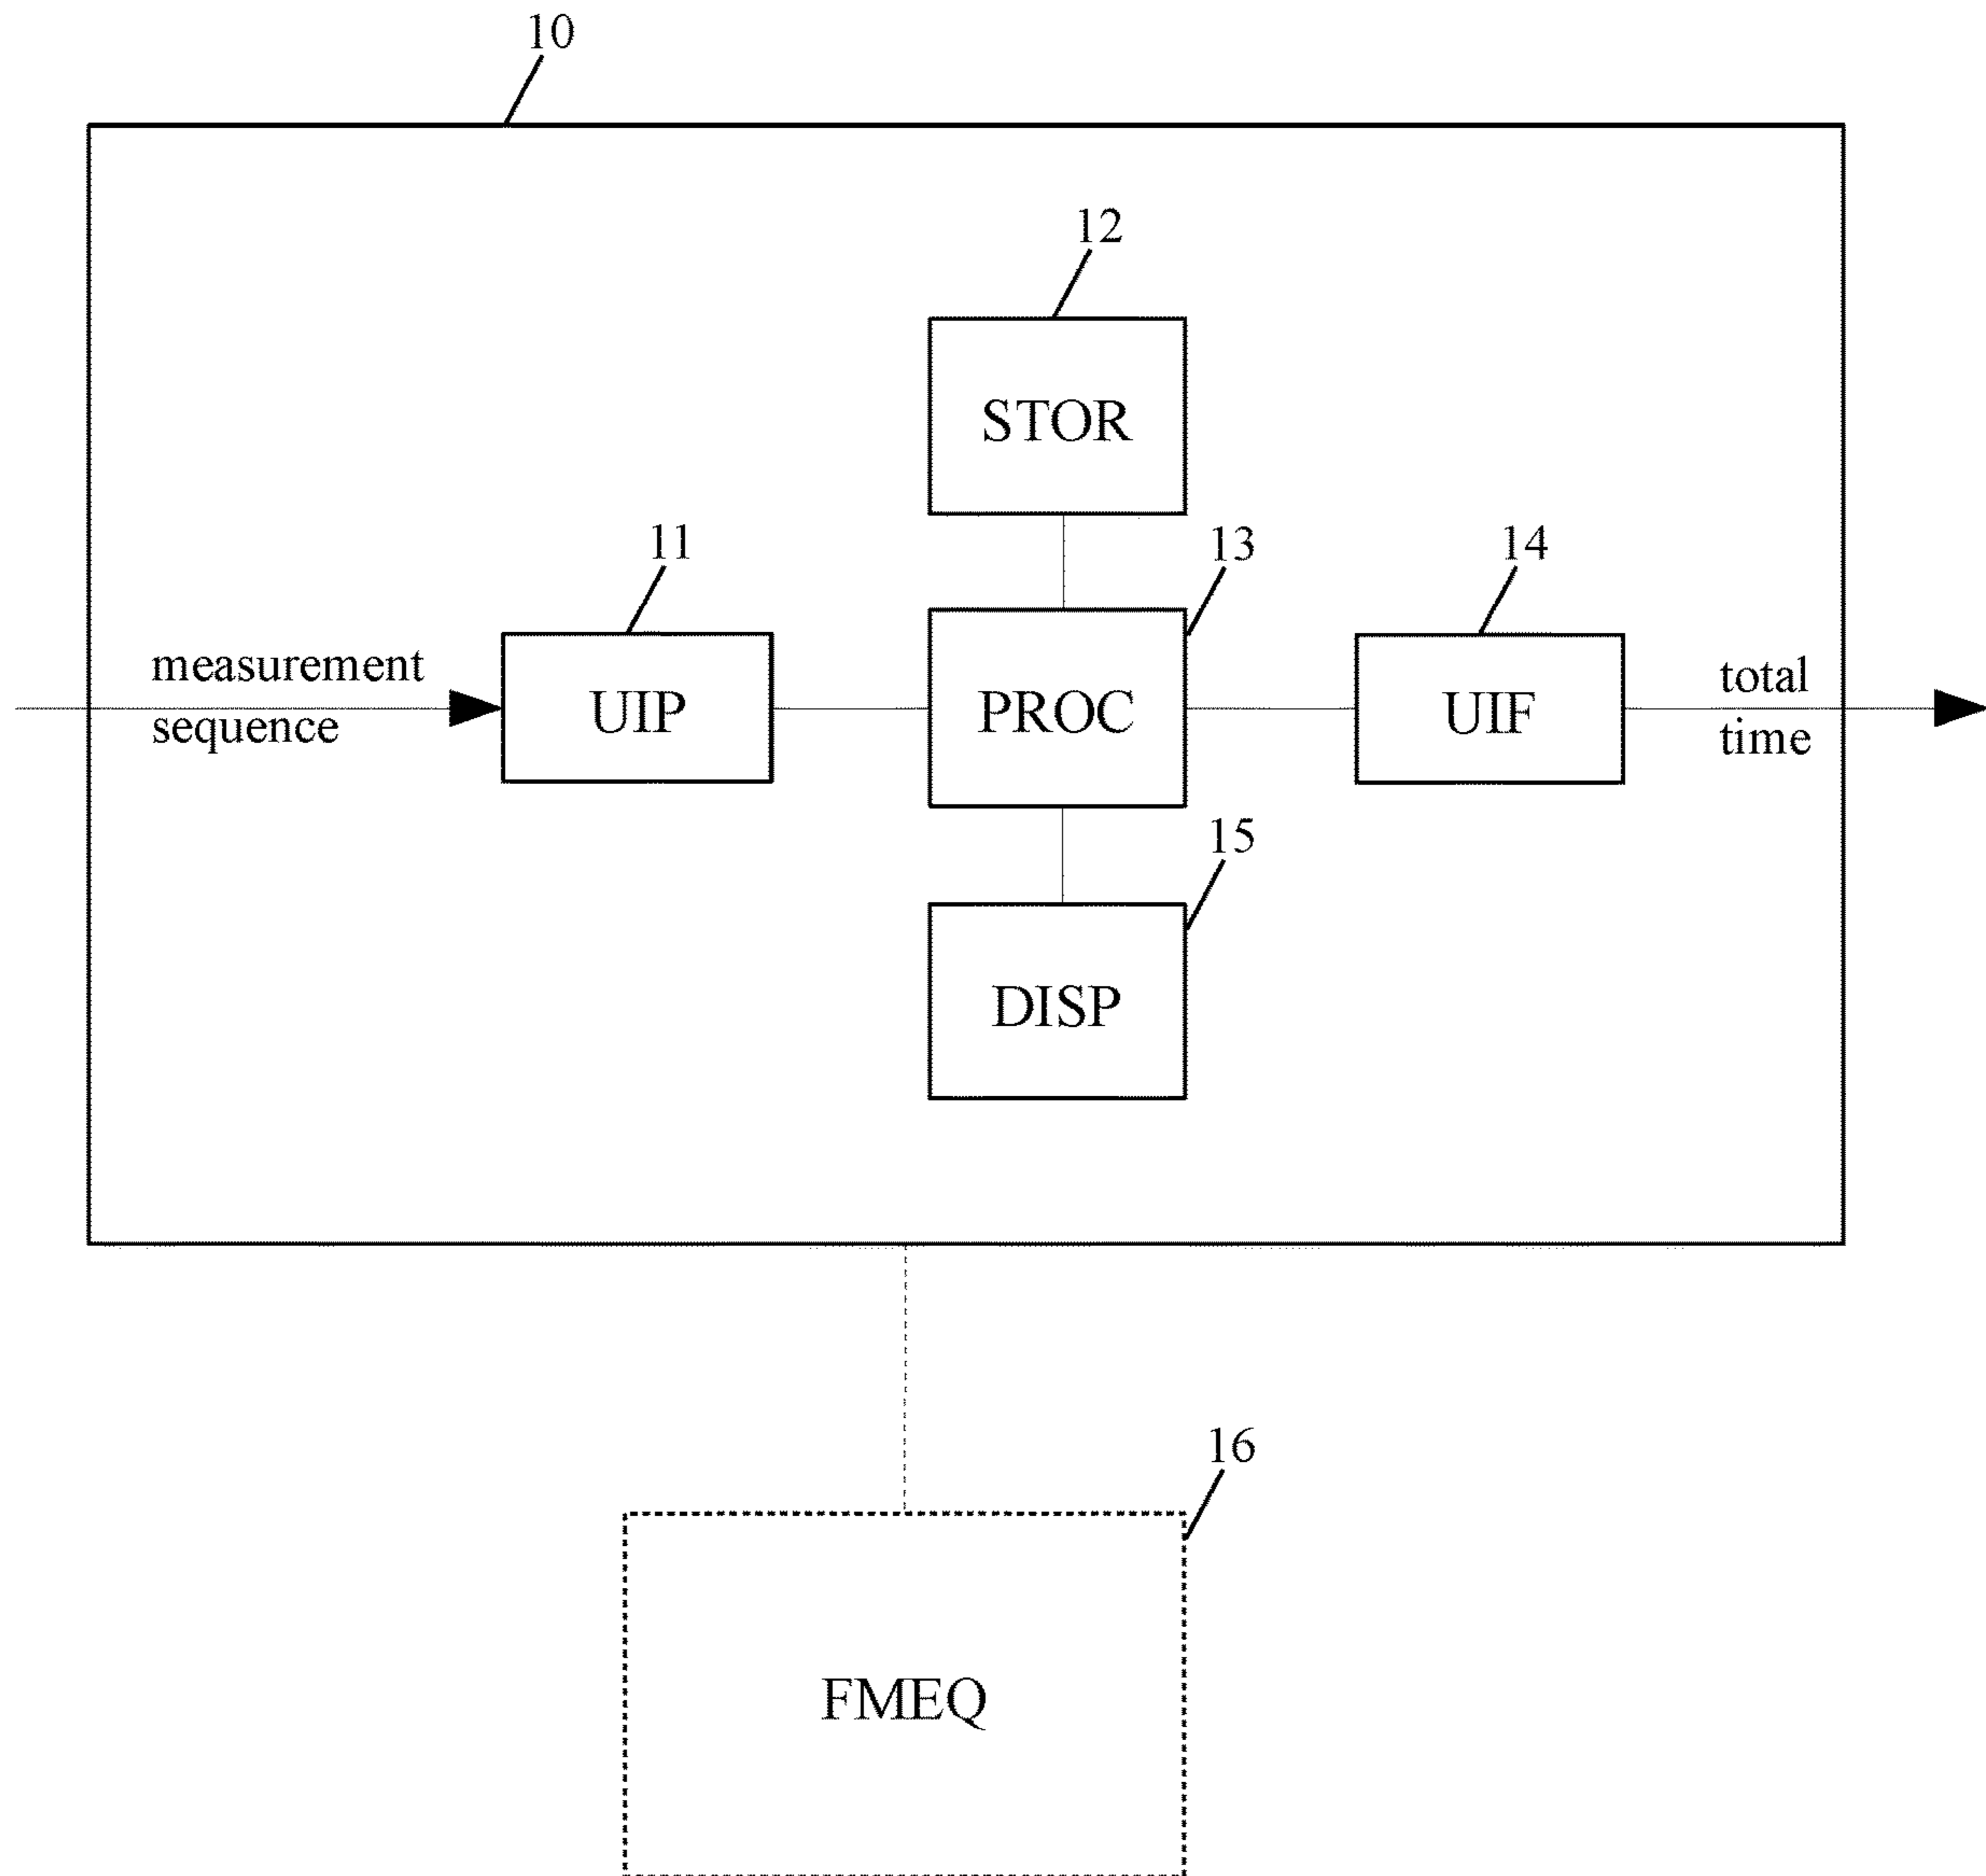 10
12
STOR
11
13
14
measurement
sequence
UIP
PROC
UIF
total
time
15
DISP
16
FMEQ